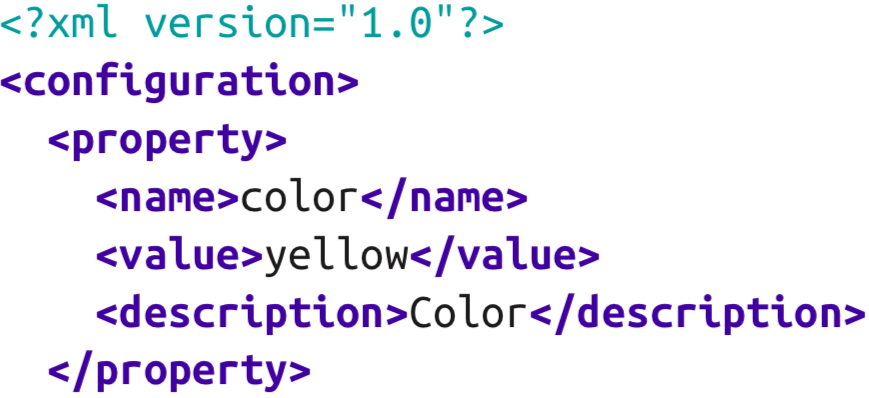 <?xml version="1.0"?>
<configuration>
  <property>
    <name>color</name>
    <value>yellow</value>
    <description>Color</description>
  </property>